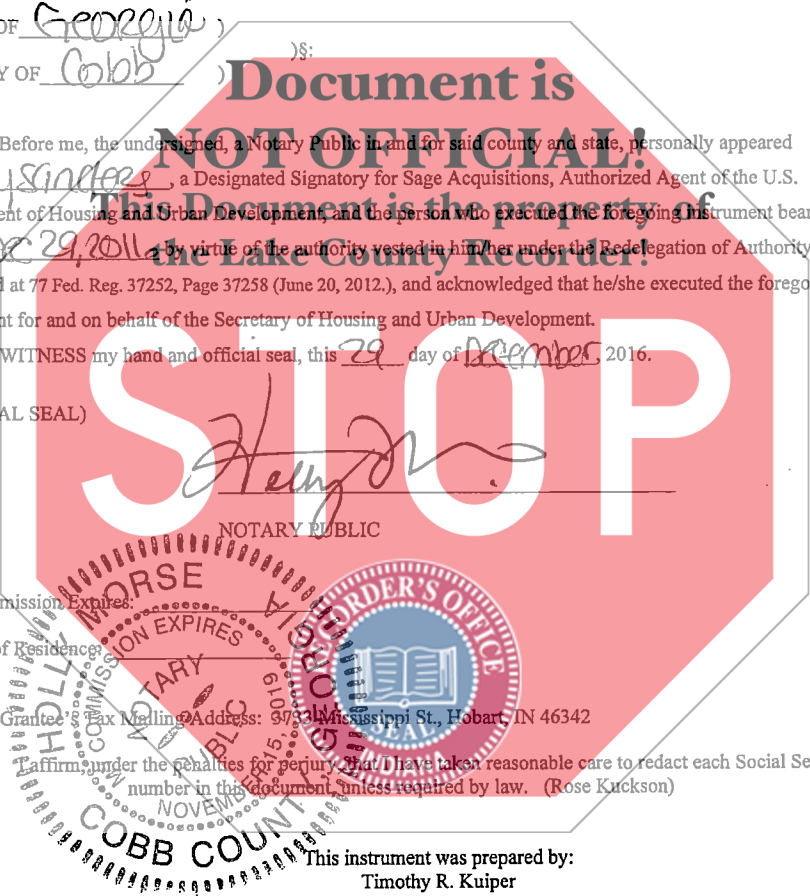 OF Georgia )
)§:
Y OF Cobb )
Document is
NOT OFFICIAL!
This Document is the property of
the Lake County Recorder!
Before me, the undersigned, a Notary Public in and for said county and state, personally appeared
, a Designated Signatory for Sage Acquisitions, Authorized Agent of the U.S.
ent of Housing and Urban Development, and the person who executed the foregoing instrument bear
29, 2011 by virtue of the authority vested in him/her under the Redelegation of Authority
d at 77 Fed. Reg. 37252, Page 37258 (June 20, 2012.), and acknowledged that he/she executed the forego
nt for and on behalf of the Secretary of Housing and Urban Development.
WITNESS my hand and official seal, this 29 day of December, 2016.
AL SEAL)
STOP
Holly
NOTARY PUBLIC
mission Expires:
of Residence:
HOLLY MORSE
MY COMMISSION EXPIRES
NOTARY
PUBLIC
NOVEMBER 15, 2019
COBB COUNTY, GEORGIA
RECORDER'S OFFICE
SEAL
INDIANA
Grantee's Tax Mailing Address: 3733 Mississippi St., Hobart, IN 46342
I affirm, under the penalties for perjury, that I have taken reasonable care to redact each Social Se
number in this document, unless required by law. (Rose Kuckson)
This instrument was prepared by:
Timothy R. Kuiper